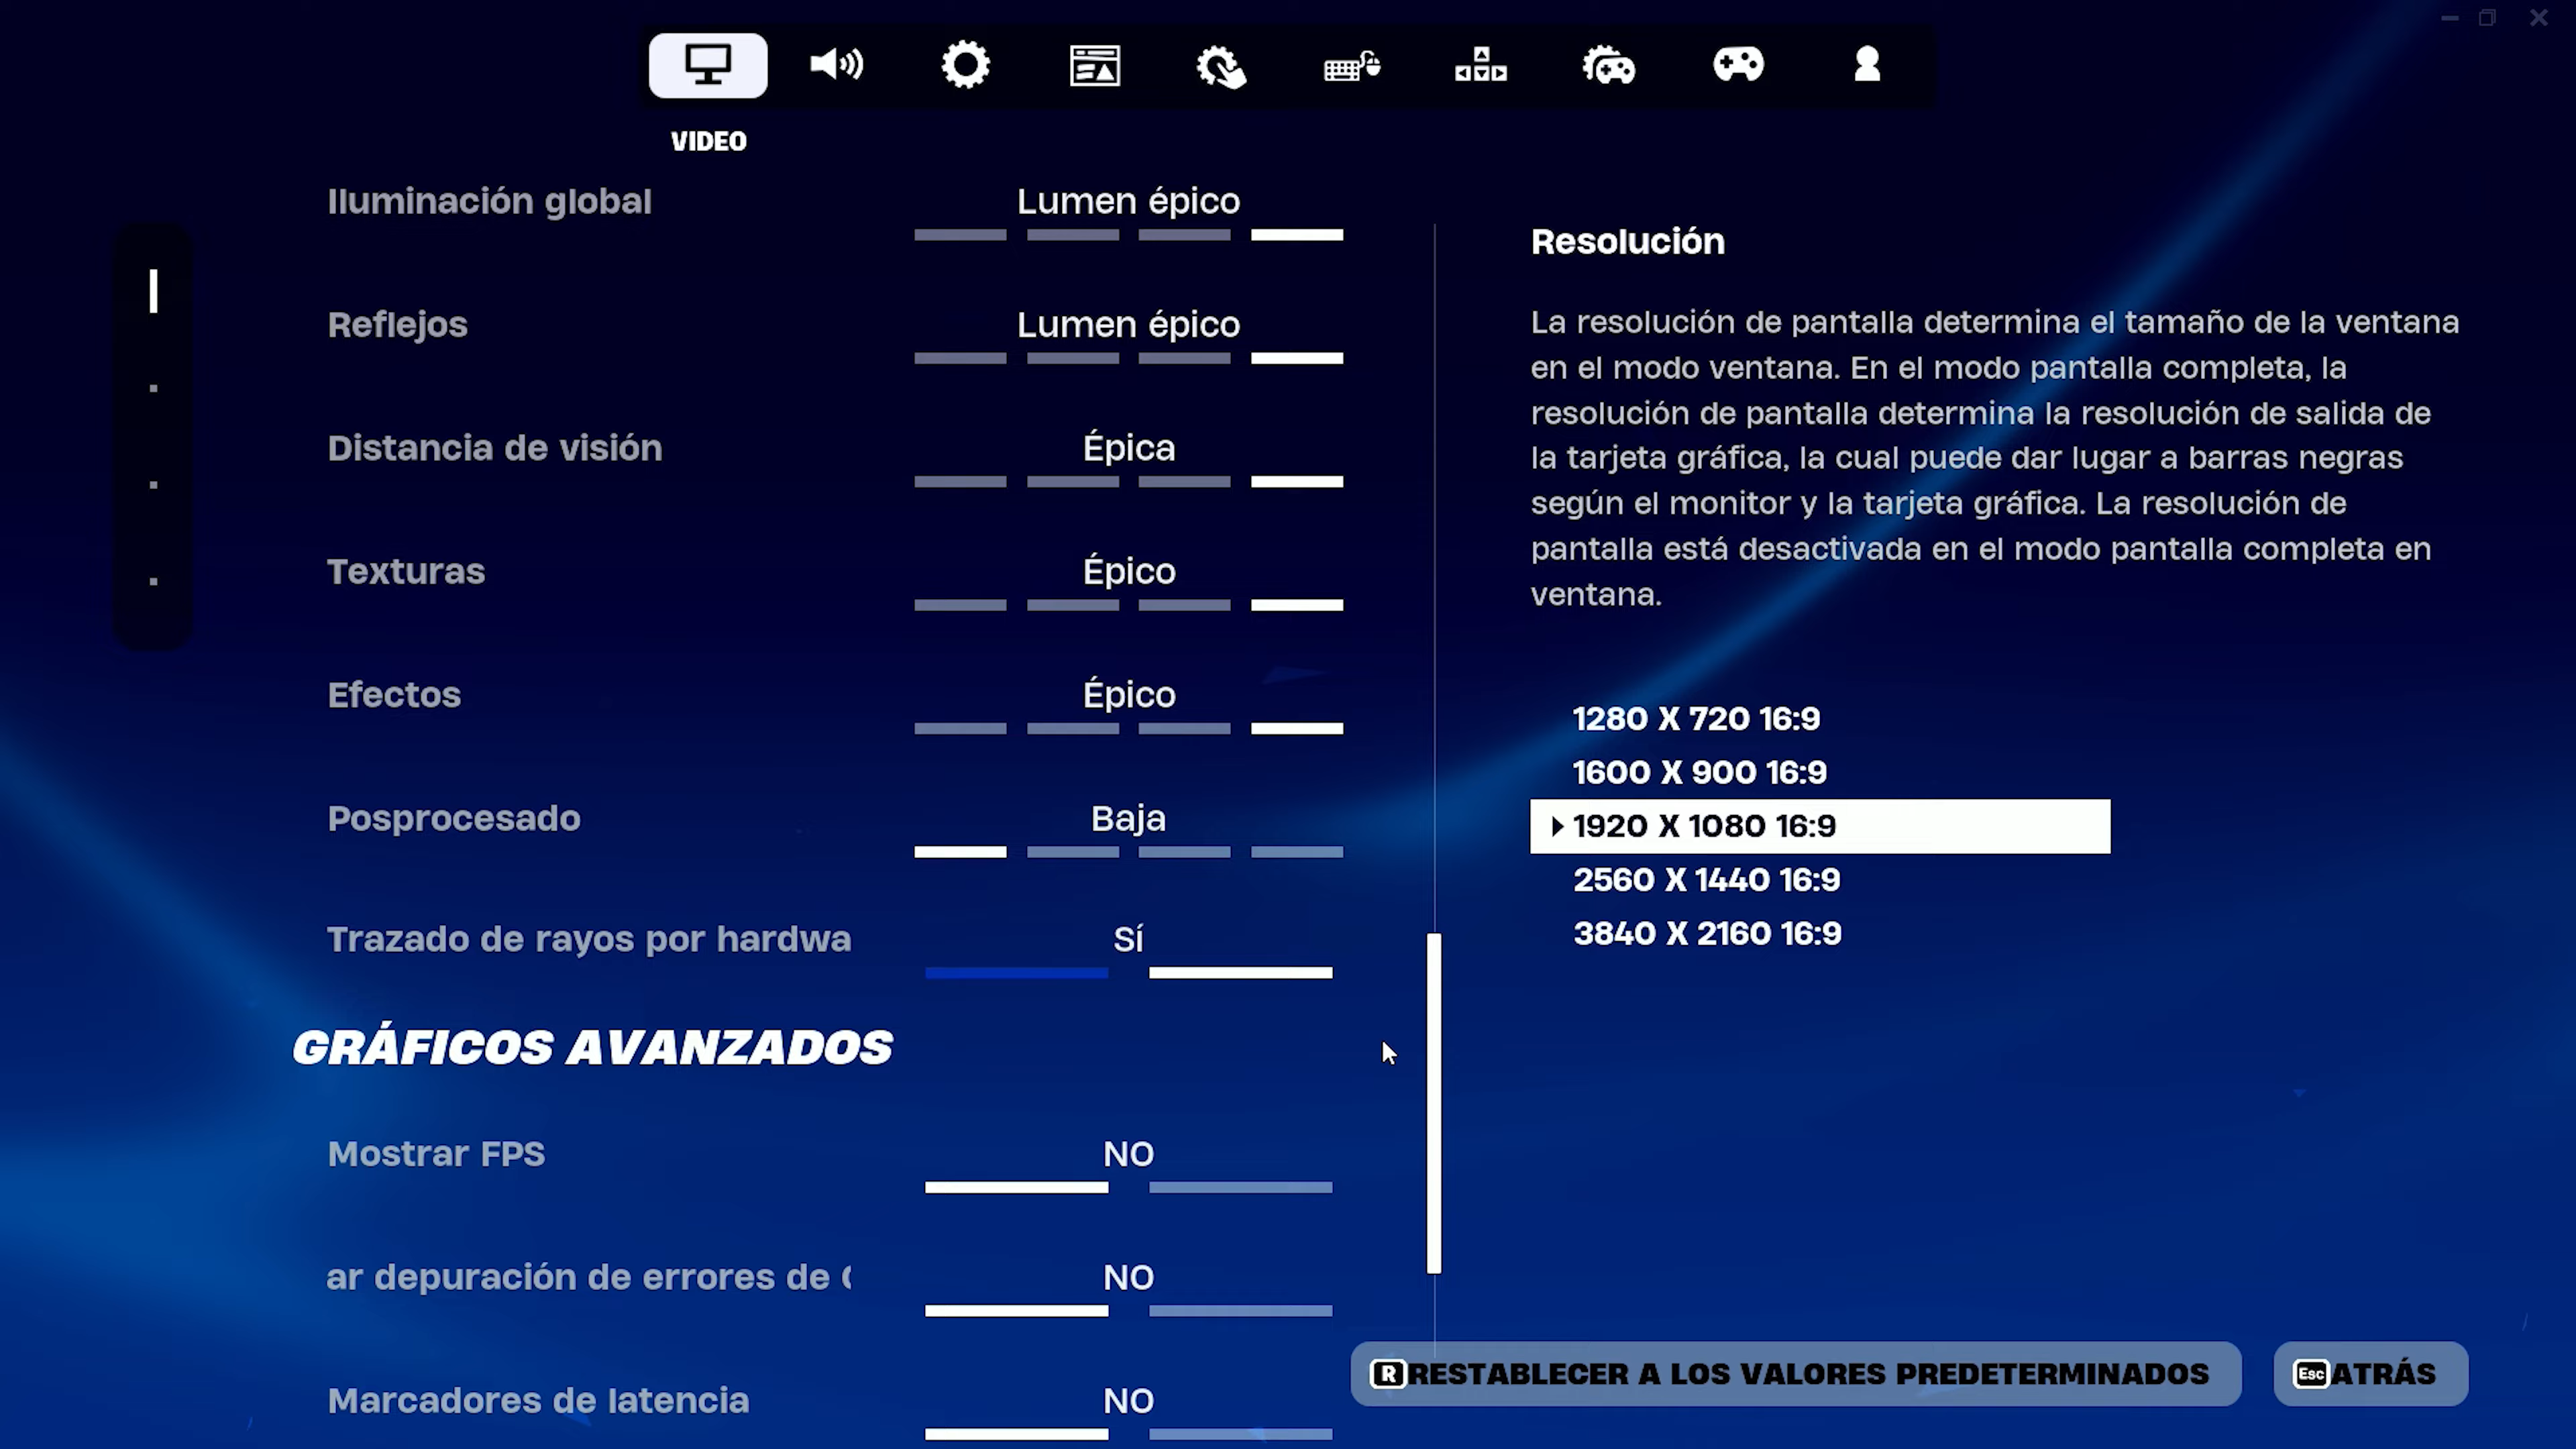 VIDEO
Iluminación global
Lumen épico
Reflejos
Lumen épico
Distancia de visión
Épica
Texturas
Épico
Efectos
Épico
Posprocesado
Baja
Trazado de rayos por hardwa
Sí
GRÁFICOS AVANZADOS
Mostrar FPS
NO
ar depuración de errores de
NO
Marcadores de latencia
NO
Resolución
La resolución de pantalla determina el tamaño de la ventana
en el modo ventana. En el modo pantalla completa, la
resolución de pantalla determina la resolución de salida de
la tarjeta gráfica, la cual puede dar lugar a barras negras
según el monitor y la tarjeta gráfica. La resolución de
pantalla está desactivada en el modo pantalla completa en
ventana.
1280 X 720 16:9
1600 X 900 16:9
1920 X 1080 16:9
2560 X 1440 16:9
3840 X 2160 16:9
R RESTABLECER A LOS VALORES PREDETERMINADOS
Esc ATRÁS